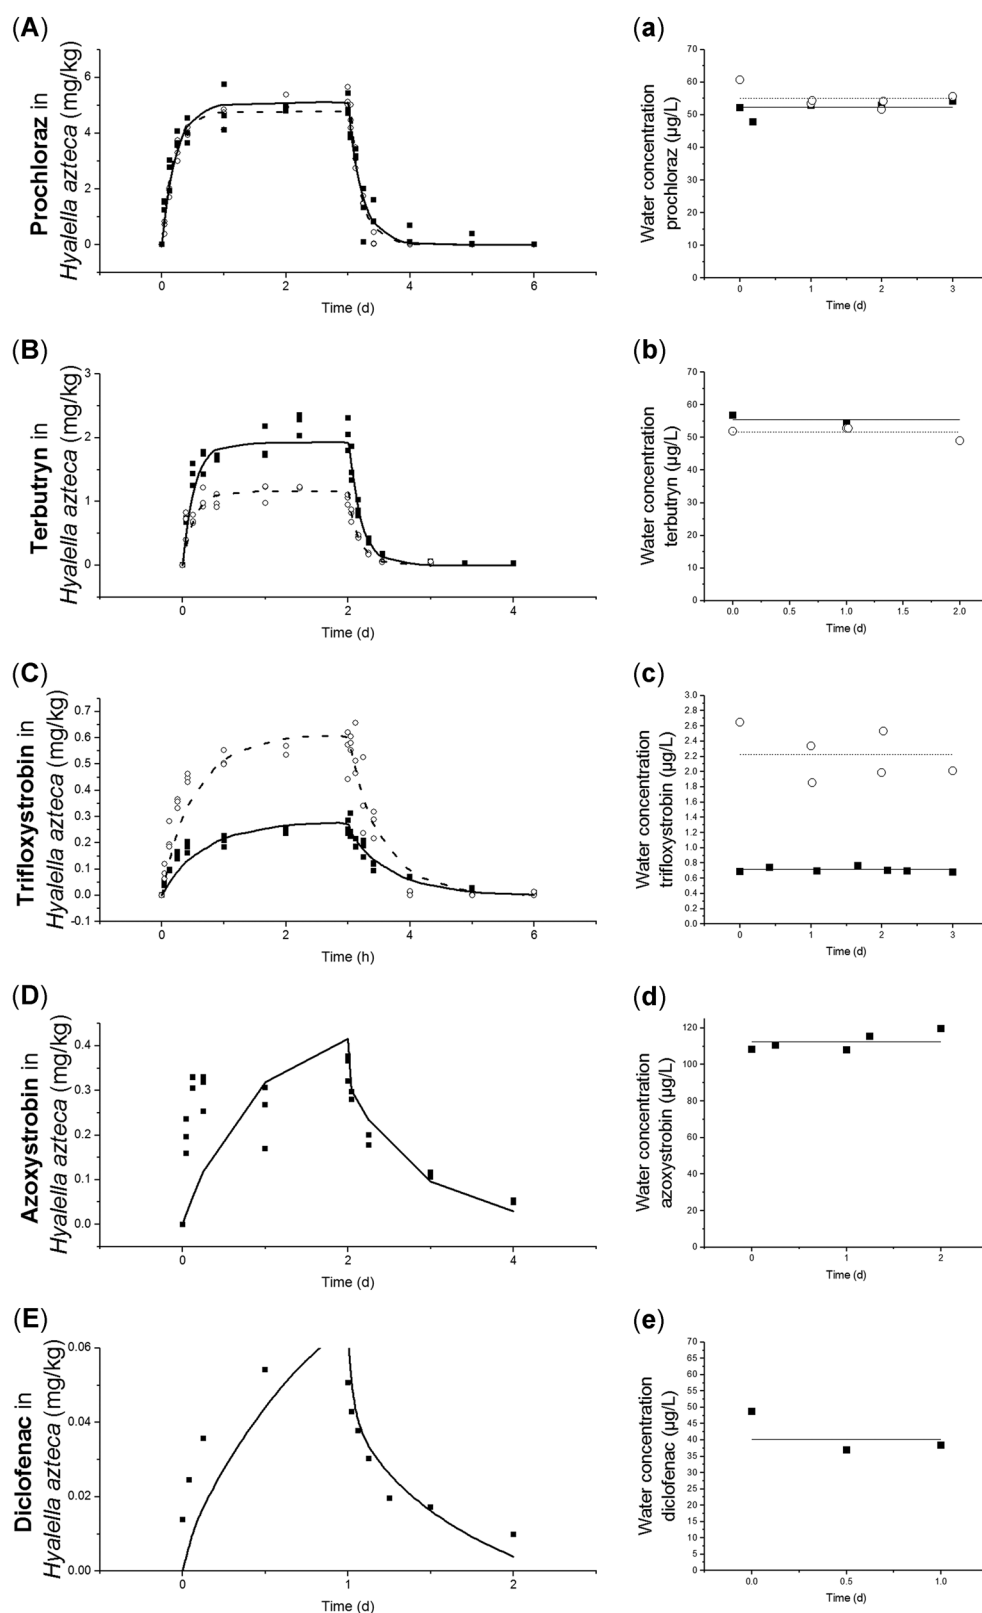 (A)
Prochloraz in
Hyalella azteca (mg/kg)
6
4
2
0
0
2
4
6
Time (d)
(a)
Water concentration
prochloraz (µg/L)
70
60
50
40
30
20
10
0
0
1
2
3
Time (d)
(B)
Terbutryn in
Hyalella azteca (mg/kg)
3
2
1
0
0
2
4
Time (d)
(b)
Water concentration
terbutryn (µg/L)
70
60
50
40
30
20
10
0
0.0
0.5
1.0
1.5
2.0
Time (d)
(C)
Trifloxystrobin in
Hyalella azteca (mg/kg)
0.7
0.6
0.5
0.4
0.3
0.2
0.1
0.0
-0.1
0
2
4
6
Time (h)
(c)
Water concentration
trifloxystrobin (µg/L)
3.0
2.8
2.6
2.4
2.2
2.0
1.8
1.6
1.4
1.2
1.0
0.8
0.6
0.4
0.2
0.0
0
1
2
3
Time (d)
(D)
Azoxystrobin in
Hyalella azteca (mg/kg)
0.4
0.3
0.2
0.1
0.0
0
2
4
Time (d)
(d)
Water concentration
azoxystrobin (µg/L)
120
100
80
60
40
20
0
0
1
2
Time (d)
(E)
Diclofenac in
Hyalella azteca (mg/kg)
0.06
0.04
0.02
0.00
0
1
2
Time (d)
(e)
Water concentration
diclofenac (µg/L)
70
65
60
55
50
45
40
35
30
25
20
15
10
5
0
0.0
0.5
1.0
Time (d)